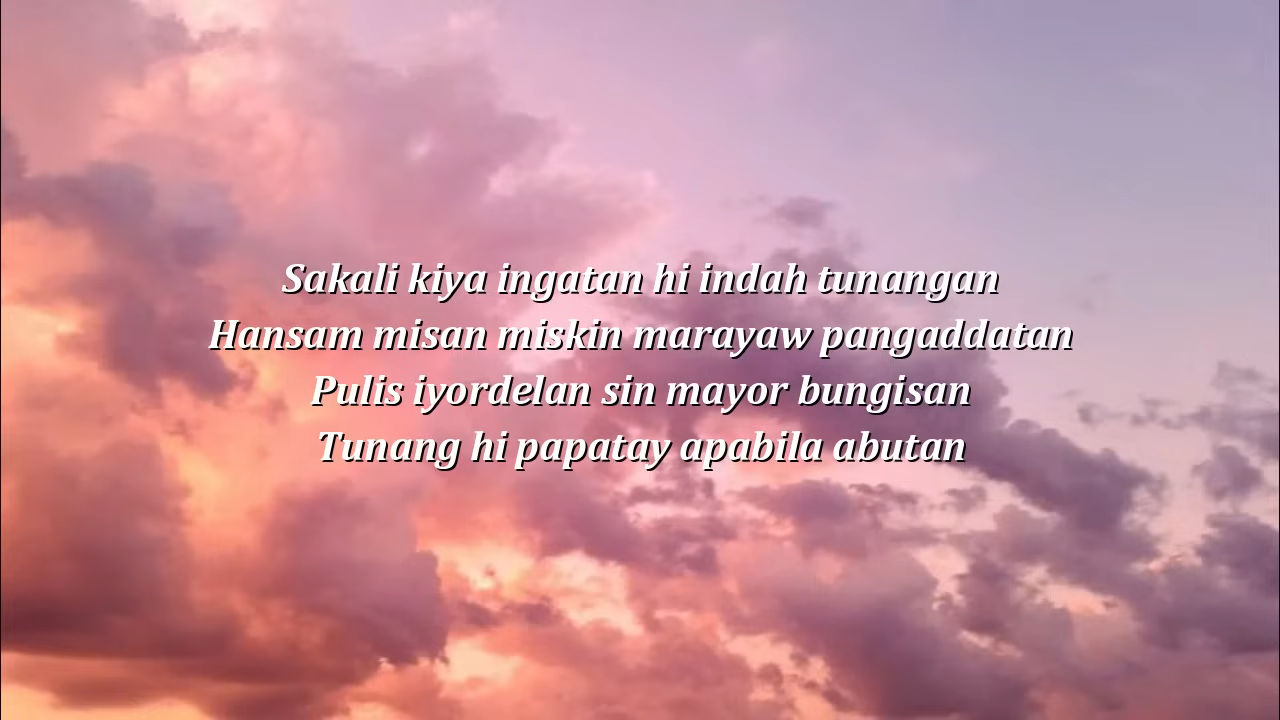 Sakali kiya ingatan hi indah tunangan
Hansam misan miskin marayaw pangaddatan
Pulis iyordelan sin mayor bungisan
Tunang hi papatay apabila abutan